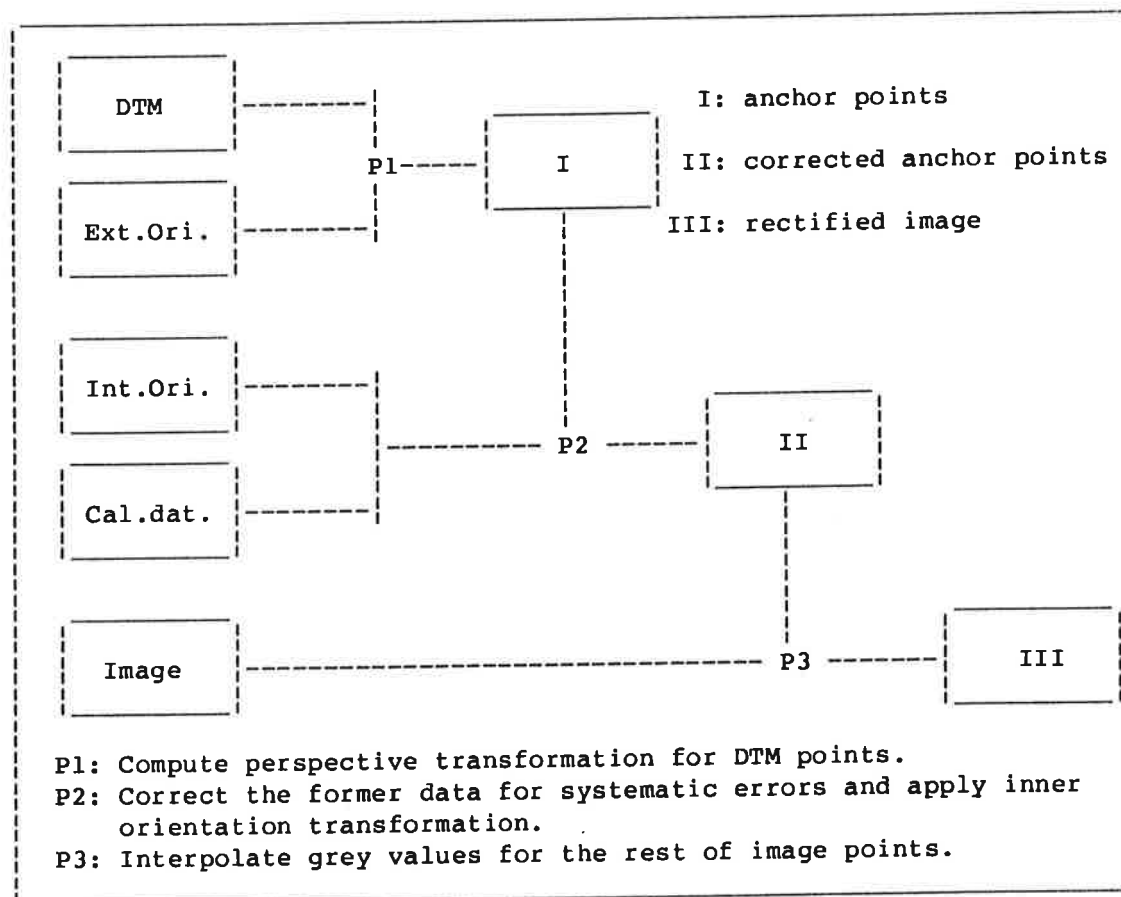 DTM
I: anchor points
P1
I
II: corrected anchor points
Ext.Ori.
III: rectified image
Int.Ori.
P2
II
Cal.dat.
Image
P3
III
P1: Compute perspective transformation for DTM points.
P2: Correct the former data for systematic errors and apply inner
orientation transformation.
P3: Interpolate grey values for the rest of image points.